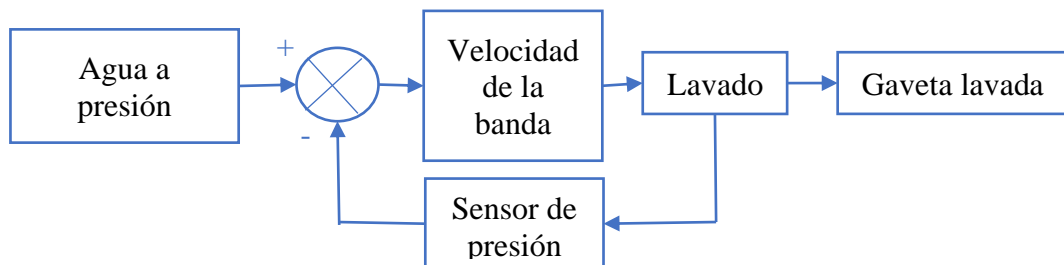 Agua a
presión
+
-
Velocidad
de la
banda
Lavado
Gaveta lavada
Sensor de
presión